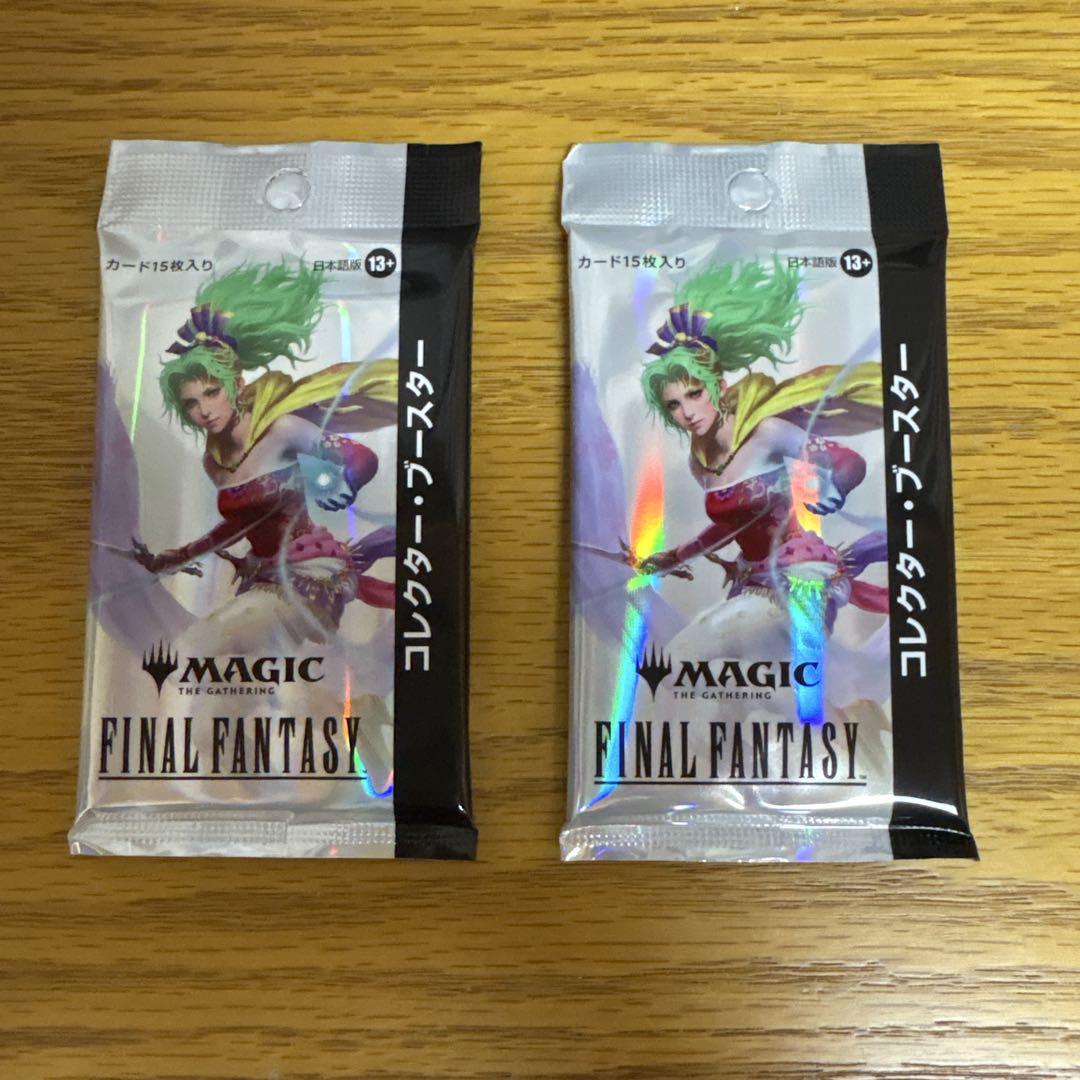 カード15枚入り
日本語版 13+
コレクター・ブースター
MAGIC
THE GATHERING
FINAL FANTASY
カード15枚入り
日本語版 13+
コレクター・ブースター
MAGIC
THE GATHERING
FINAL FANTASY™